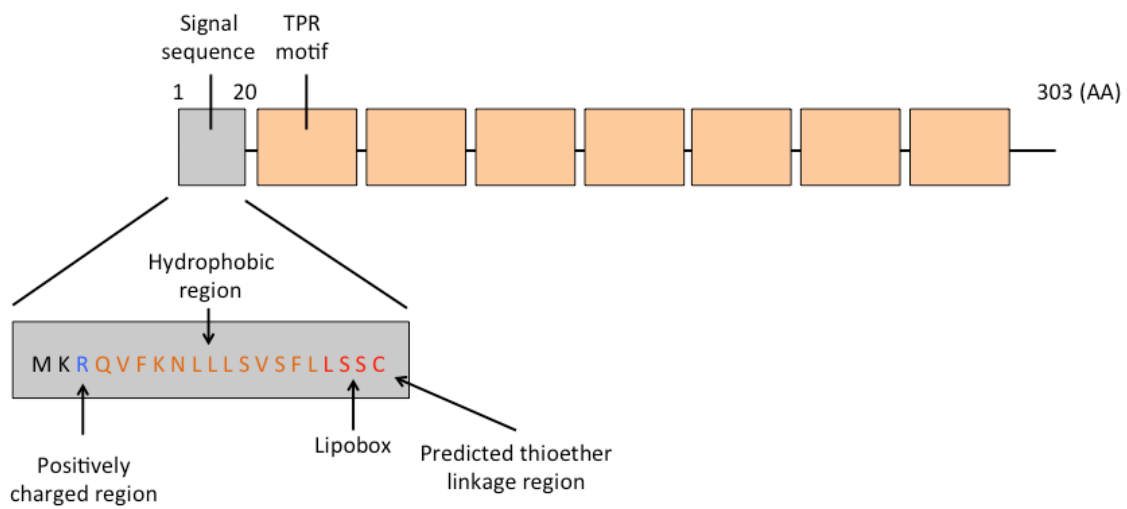 Signal
sequence
TPR
motif
1
20
303 (AA)
Hydrophobic
region
M K R Q V F K N L L L S V S F L L S S C
Lipobox
Predicted thioether
linkage region
Positively
charged region